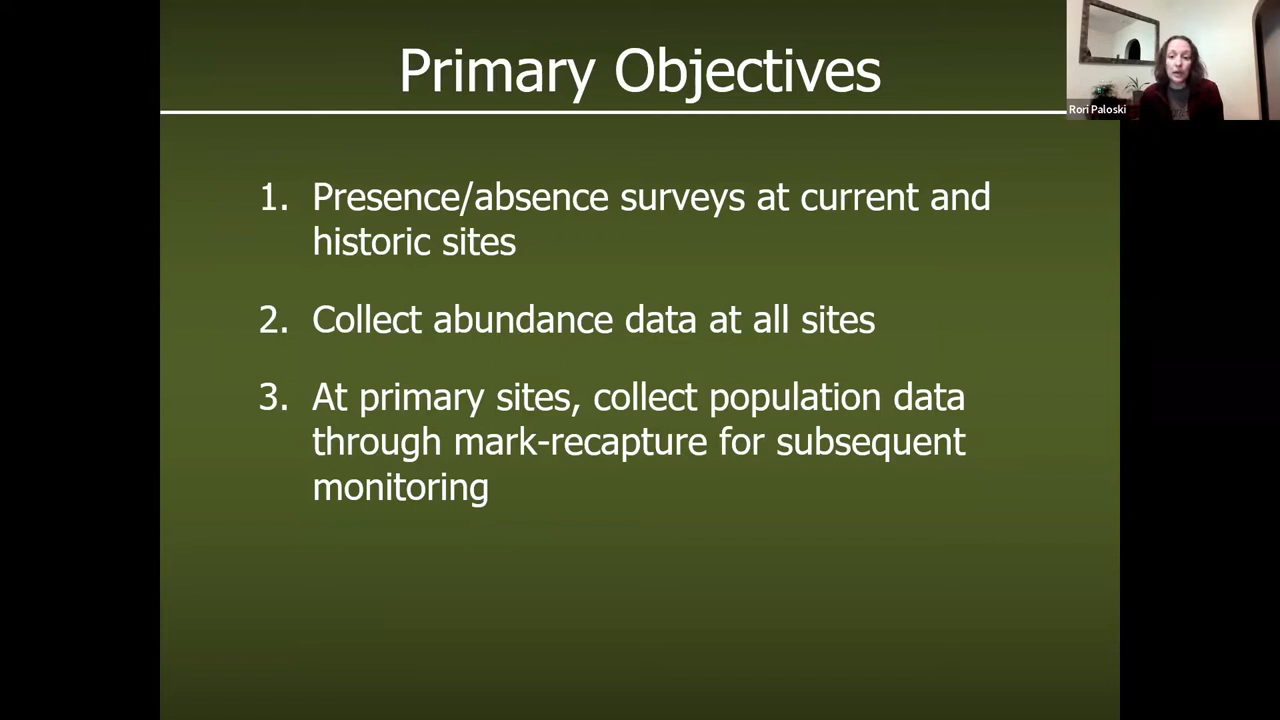 Primary Objectives
Rori Paloski
1. Presence/absence surveys at current and
historic sites
2. Collect abundance data at all sites
3. At primary sites, collect population data
through mark-recapture for subsequent
monitoring